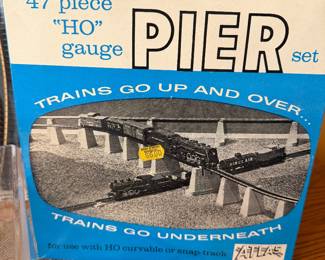 47 piece
"HO"
gauge
PIER set
TRAINS GO UP AND OVER...
TRAINS GO UNDERNEATH
for use with HO curvable or snap-track